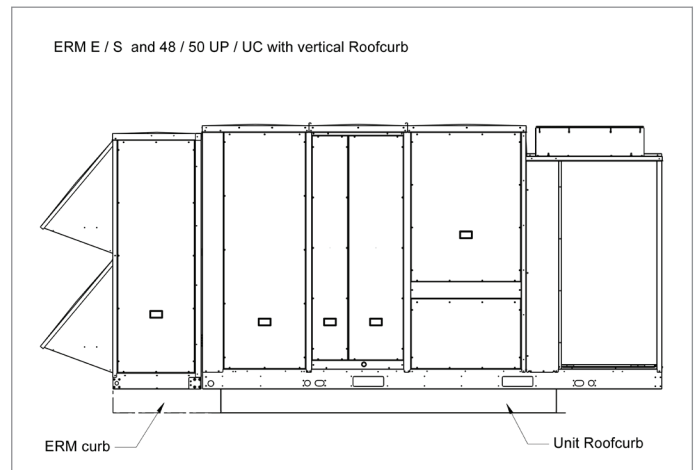 ERM E / S and 48 / 50 UP / UC with vertical Roofcurb
ERM curb
Unit Roofcurb